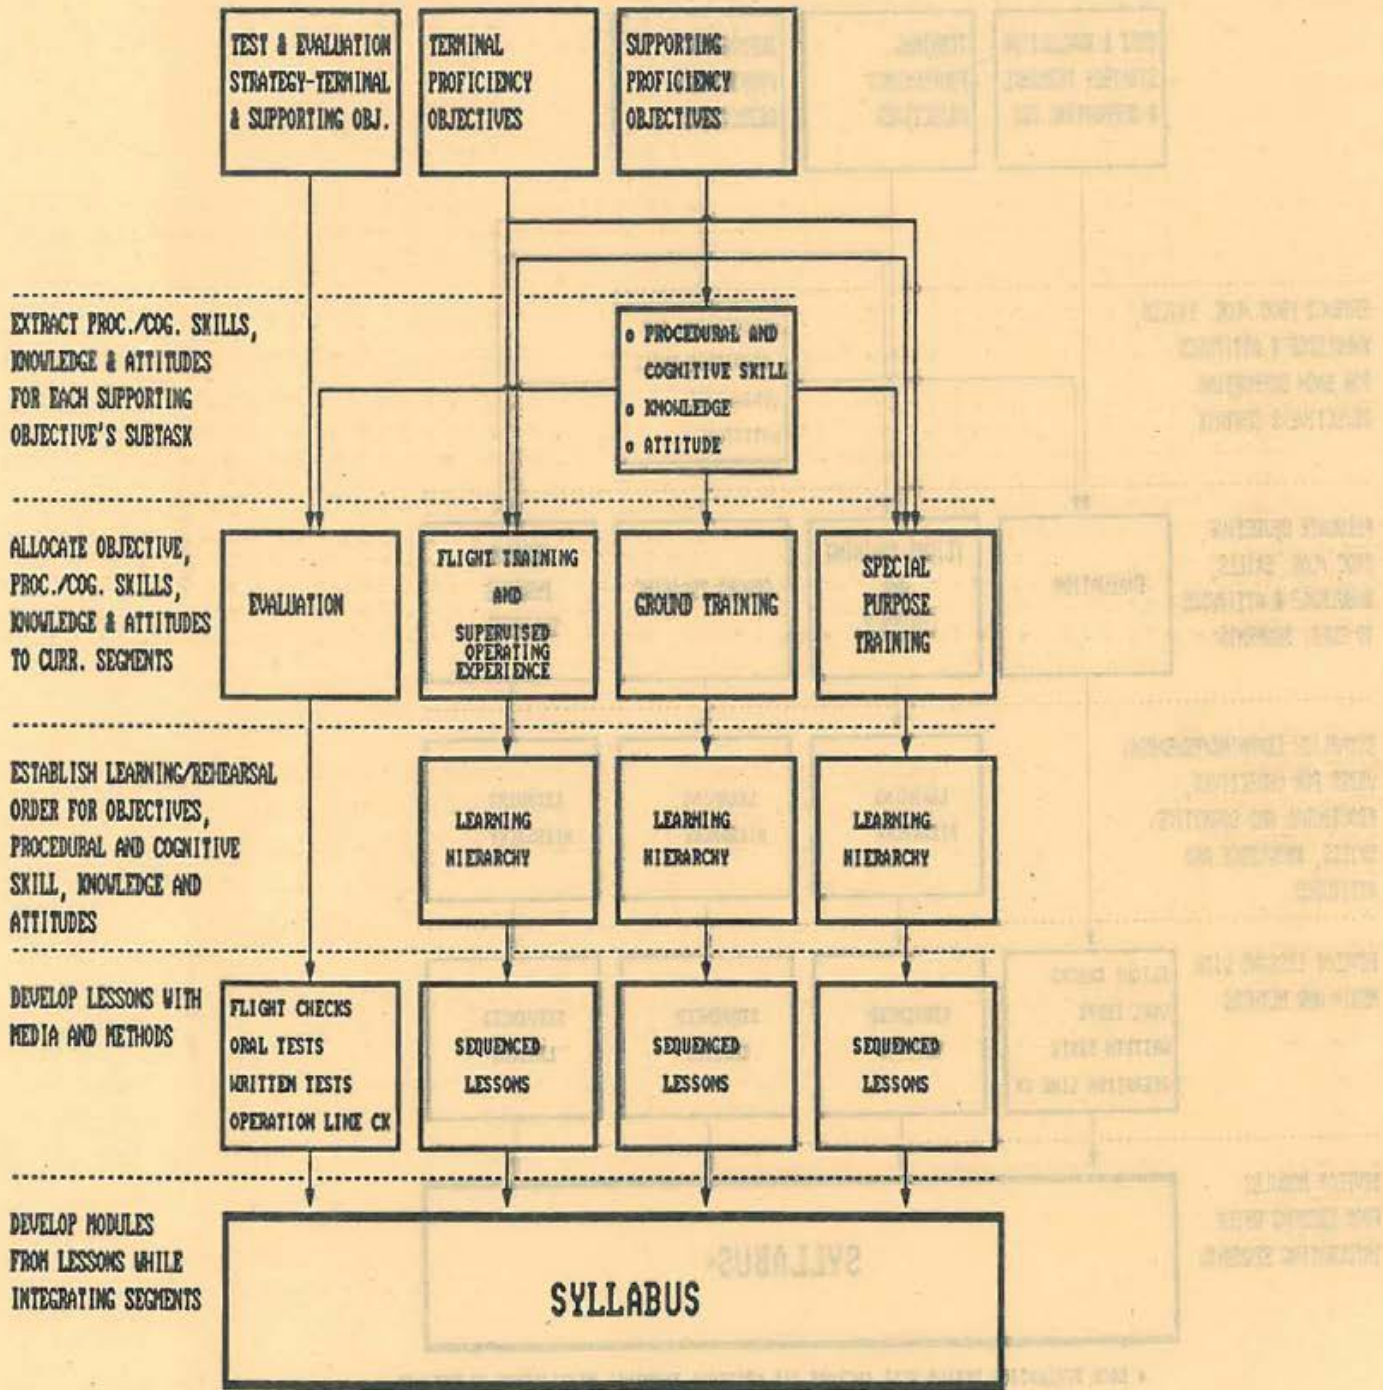 TEST & EVALUATION
STRATEGY-TERMINAL
& SUPPORTING OBJ.
TERMINAL
PROFICIENCY
OBJECTIVES
SUPPORTING
PROFICIENCY
OBJECTIVES
EXTRACT PROC./COG. SKILLS,
KNOWLEDGE & ATTITUDES
FOR EACH SUPPORTING
OBJECTIVE'S SUBTASK
o PROCEDURAL AND
COGNITIVE SKILL
o KNOWLEDGE
o ATTITUDE
ALLOCATE OBJECTIVE,
PROC./COG. SKILLS,
KNOWLEDGE & ATTITUDES
TO CURR. SEGMENTS
EVALUATION
FLIGHT TRAINING
AND
SUPERVISED
OPERATING
EXPERIENCE
GROUND TRAINING
SPECIAL
PURPOSE
TRAINING
ESTABLISH LEARNING/REHEARSAL
ORDER FOR OBJECTIVES,
PROCEDURAL AND COGNITIVE
SKILL, KNOWLEDGE AND
ATTITUDES
LEARNING
HIERARCHY
LEARNING
HIERARCHY
LEARNING
HIERARCHY
DEVELOP LESSONS WITH
MEDIA AND METHODS
FLIGHT CHECKS
ORAL TESTS
WRITTEN TESTS
OPERATION LINE CK
SEQUENCED
LESSONS
SEQUENCED
LESSONS
SEQUENCED
LESSONS
DEVELOP MODULES
FROM LESSONS WHILE
INTEGRATING SEGMENTS
SYLLABUS